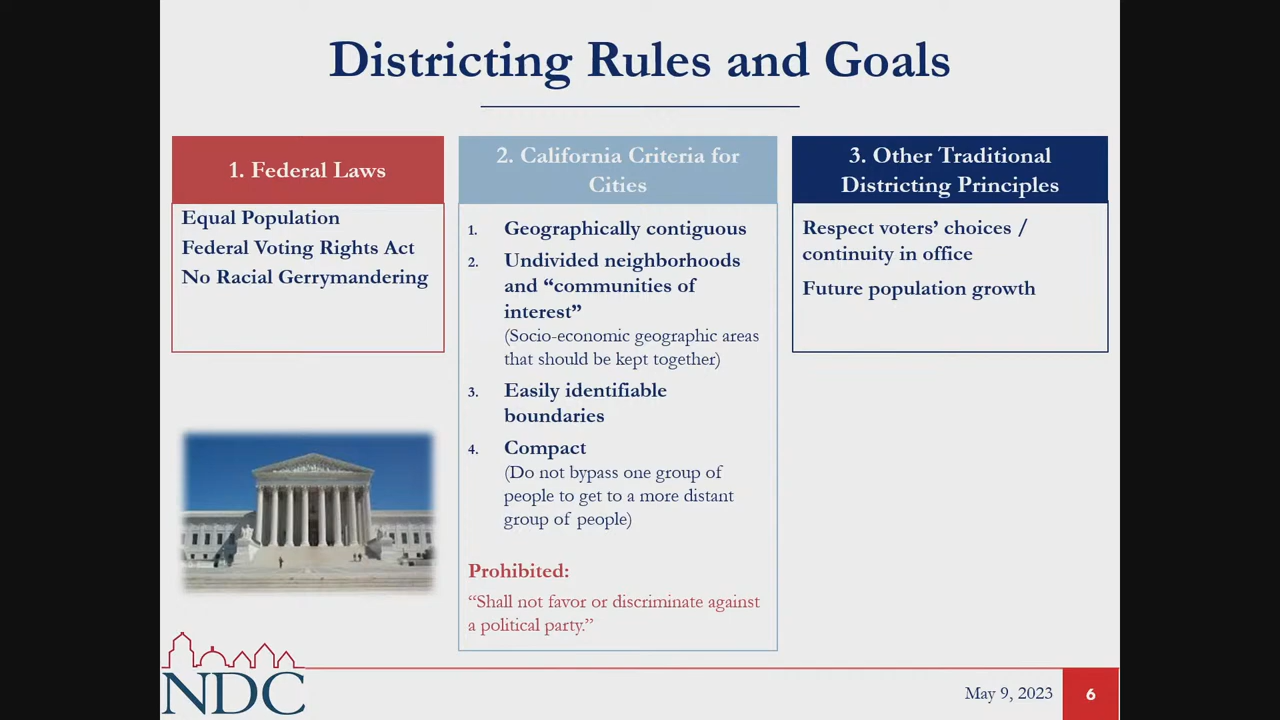 Districting Rules and Goals
1. Federal Laws
Equal Population
Federal Voting Rights Act
No Racial Gerrymandering
2. California Criteria for
Cities
1. Geographically contiguous
2. Undivided neighborhoods
and “communities of
interest”
(Socio-economic geographic areas
that should be kept together)
3. Easily identifiable
boundaries
4. Compact
(Do not bypass one group of
people to get to a more distant
group of people)
Prohibited:
“Shall not favor or discriminate against
a political party.”
3. Other Traditional
Districting Principles
Respect voters’ choices /
continuity in office
Future population growth
NDC
May 9, 2023
6